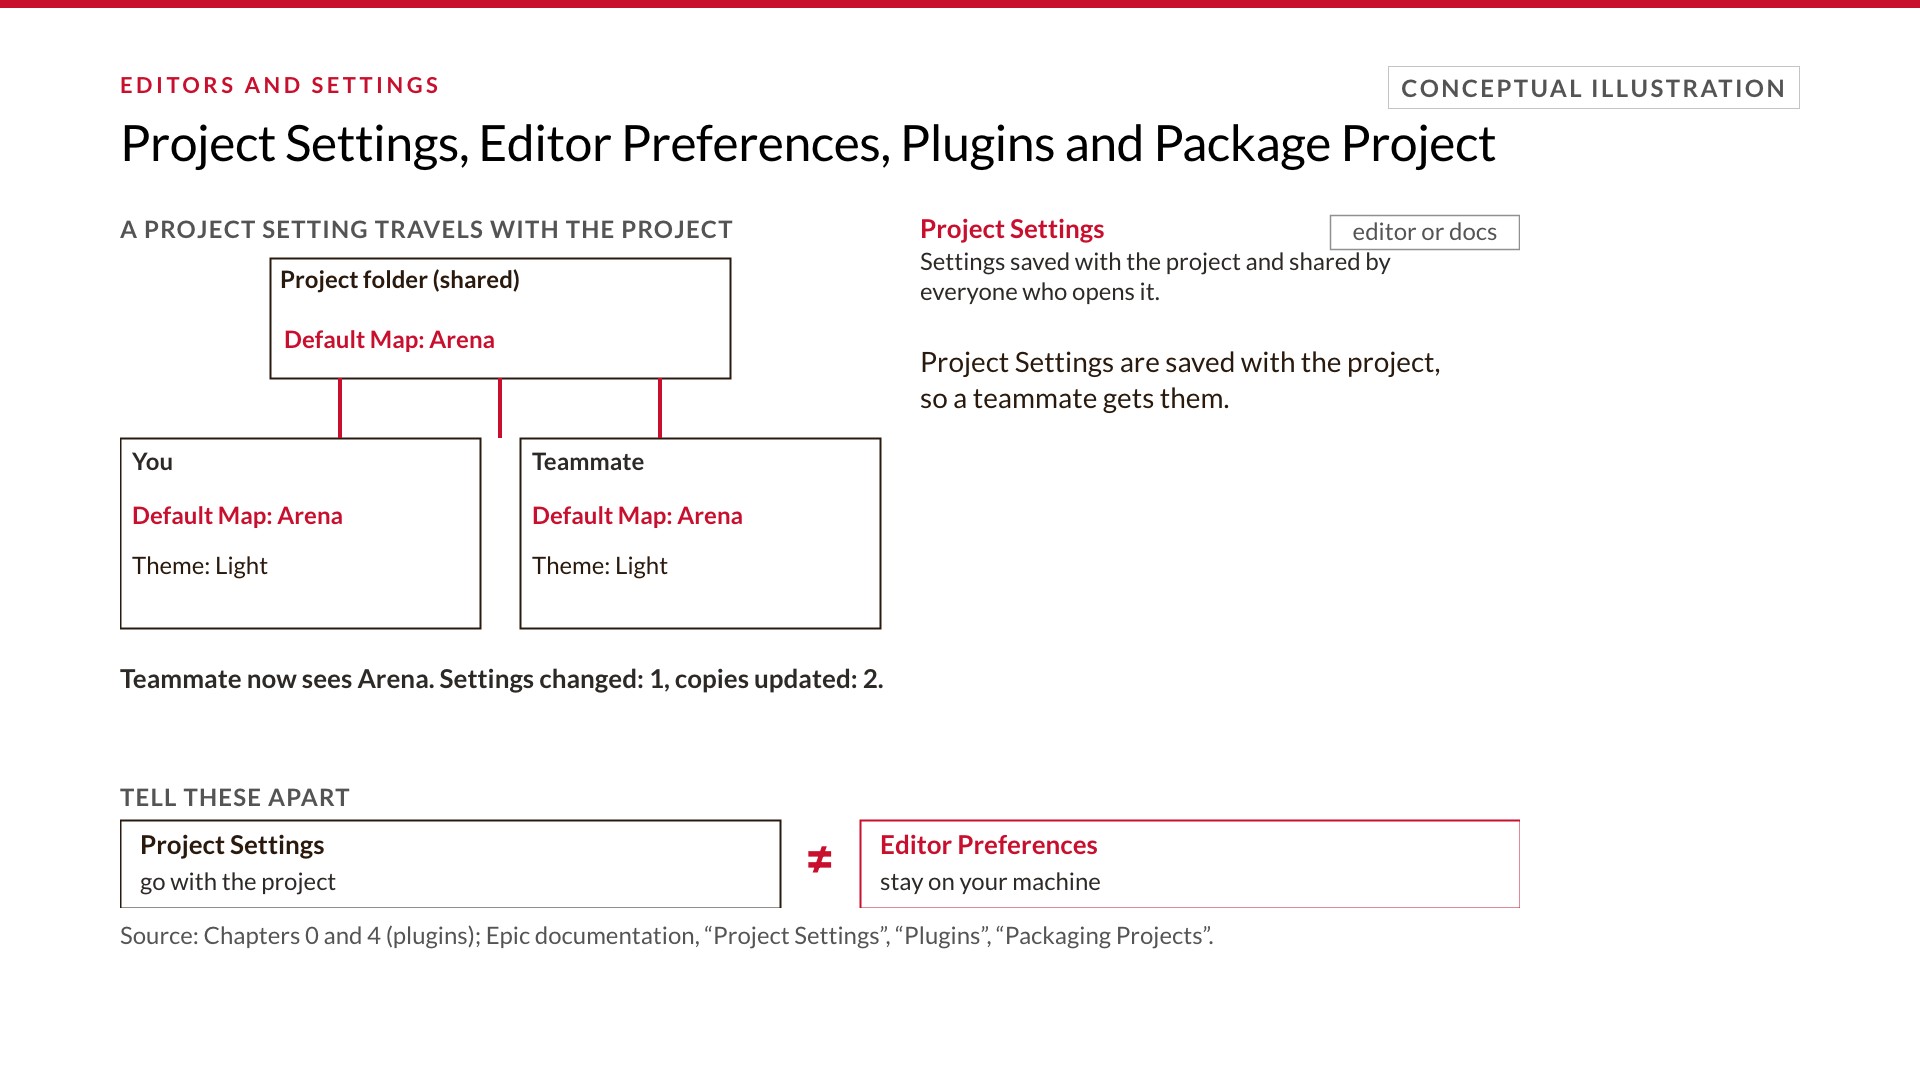 EDITORS AND SETTINGS
CONCEPTUAL ILLUSTRATION
Project Settings, Editor Preferences, Plugins and Package Project
A PROJECT SETTING TRAVELS WITH THE PROJECT
Project folder (shared)
Default Map: Arena
You
Default Map: Arena
Theme: Light
Teammate
Default Map: Arena
Theme: Light
Teammate now sees Arena. Settings changed: 1, copies updated: 2.
Project Settings
editor or docs
Settings saved with the project and shared by
everyone who opens it.
Project Settings are saved with the project,
so a teammate gets them.
TELL THESE APART
Project Settings
go with the project
≠
Editor Preferences
stay on your machine
Source: Chapters 0 and 4 (plugins); Epic documentation, “Project Settings”, “Plugins”, “Packaging Projects”.